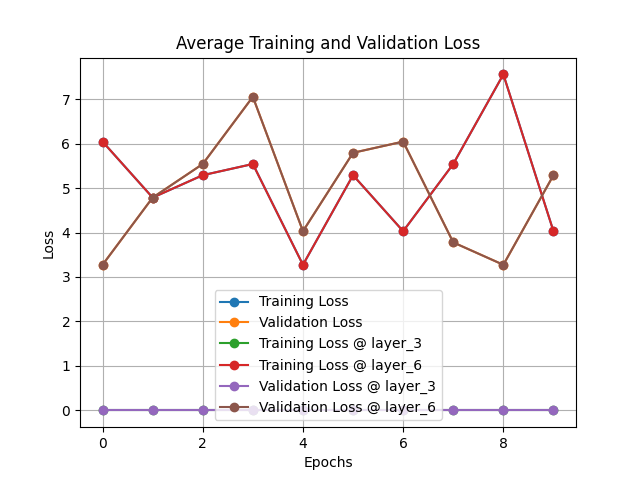 Average Training and Validation Loss
Loss
7
6
5
4
3
2
1
0
Training Loss
Validation Loss
Training Loss @ layer_3
Training Loss @ layer_6
Validation Loss @ layer_3
Validation Loss @ layer_6
0 2 4 6 8
Epochs